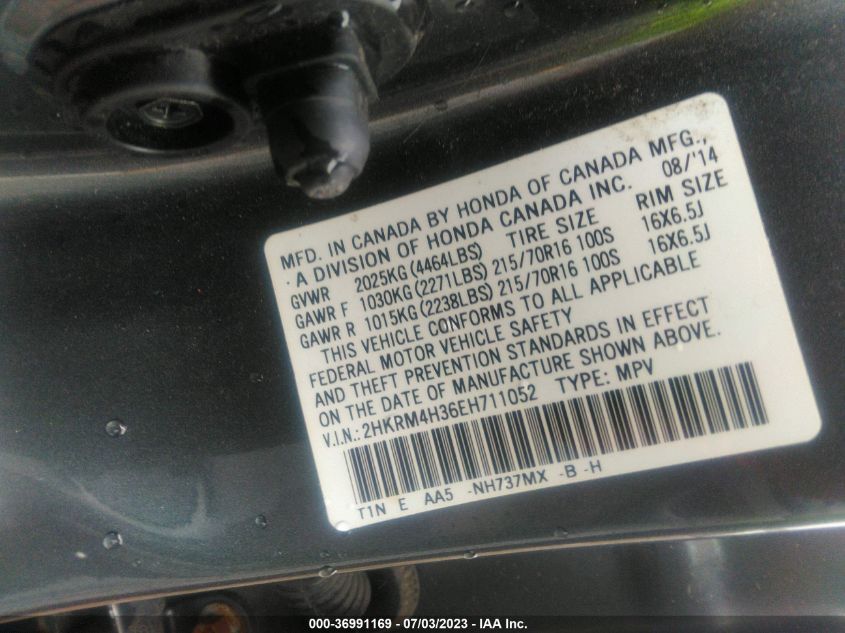 MFD. IN CANADA BY HONDA OF CANADA MFG.,
· A DIVISION OF HONDA CANADA INC. 08/'14
GVWR 2025KG(4464LBS) TIRE SIZE RIM SIZE
GAWR F 1030KG(2271LBS) 215/70R16 100S 16X6.5J
GAWR R 1015KG(2238LBS) 215/70R16 100S 16X6.5J
THIS VEHICLE CONFORMS TO ALL APPLICABLE
FEDERAL MOTOR VEHICLE SAFETY
AND THEFT PREVENTION STANDARDS IN EFFECT
ON THE DATE OF MANUFACTURE SHOWN ABOVE.
V.I.N.:2HKRM4H36EH711052 TYPE: MPV
T1N E AA5 -NH737MX -B -H
000-36991169 - 07/03/2023 - IAA Inc.